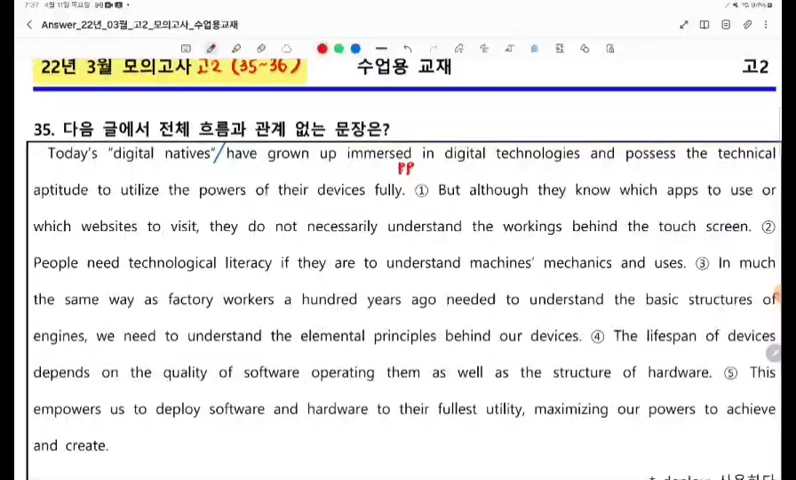 7:37 4월 11일 목요일
Answer_22년_03월_고2_모의고사_수업용교재
22년 3월 모의고사 고2 (35~36) 수업용 교재 고2
35. 다음 글에서 전체 흐름과 관계 없는 문장은?
Today's "digital natives"/have grown up immersed in digital technologies and possess the technical
PP
aptitude to utilize the powers of their devices fully. ① But although they know which apps to use or
which websites to visit, they do not necessarily understand the workings behind the touch screen. ②
People need technological literacy if they are to understand machines' mechanics and uses. ③ In much
the same way as factory workers a hundred years ago needed to understand the basic structures of
engines, we need to understand the elemental principles behind our devices. ④ The lifespan of devices
depends on the quality of software operating them as well as the structure of hardware. ⑤ This
empowers us to deploy software and hardware to their fullest utility, maximizing our powers to achieve
and create.